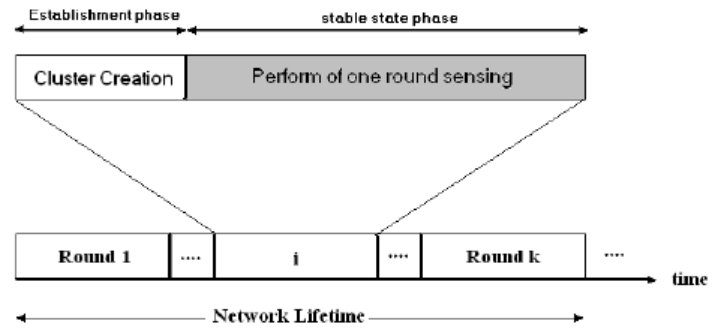 Establishment phase stable state phase
Cluster Creation Perform of one round sensing
Round 1 .... i .... Round k ....
time
Network Lifetime